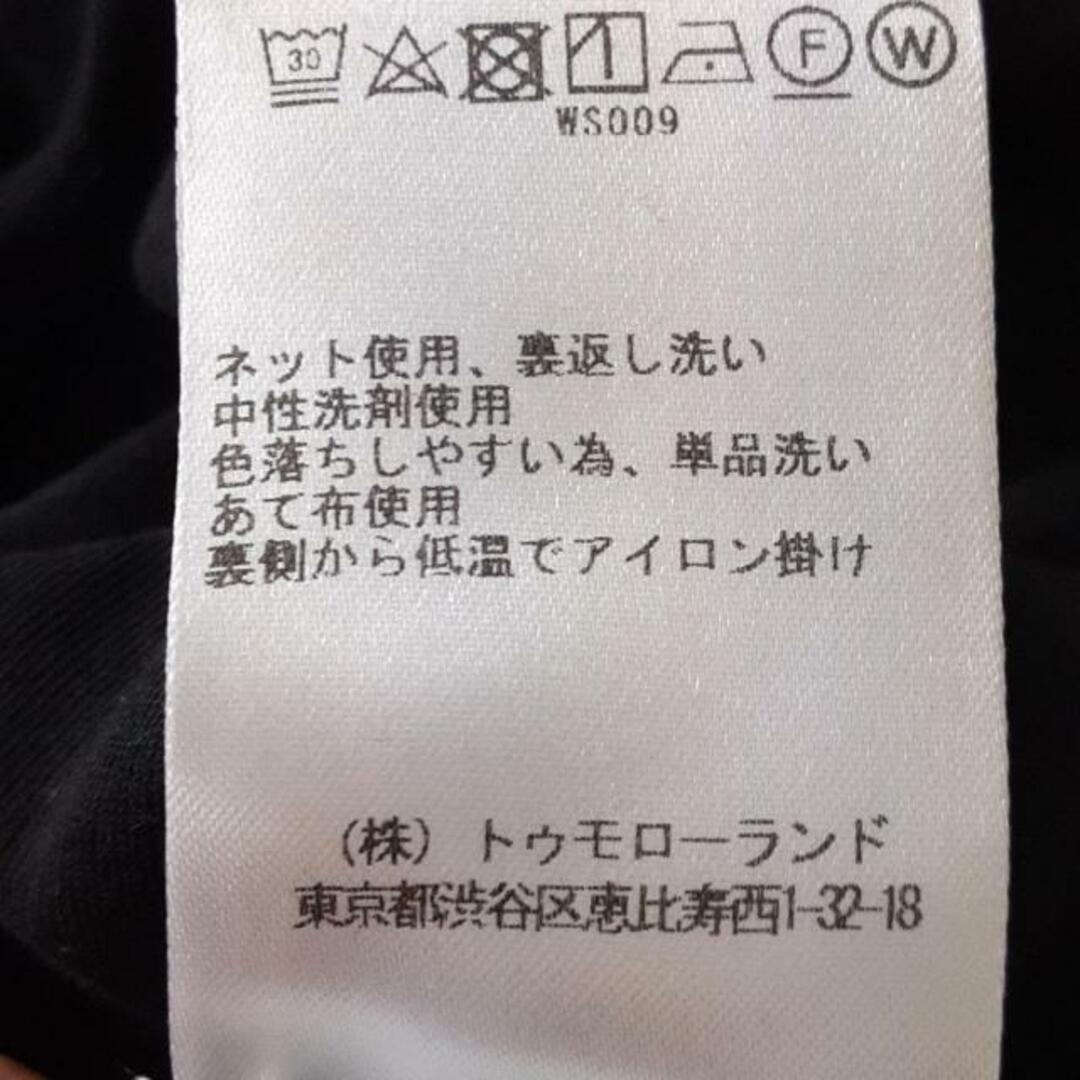 30 F W
WS009
ネット使用、裏返し洗い
中性洗剤使用
色落ちしやすい為、単品洗い
あて布使用
裏側から低温でアイロン掛け
(株)トゥモローランド
東京都渋谷区恵比寿西1-32-18